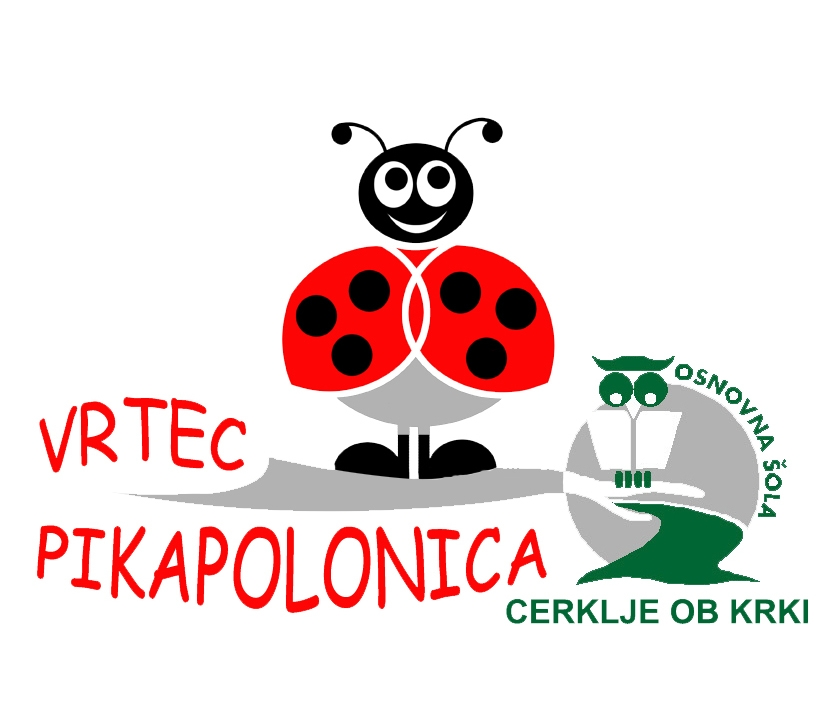 VRTEC
PIKAPOLONICA
OSNOVNA ŠOLA
CERKLJE OB KRKI